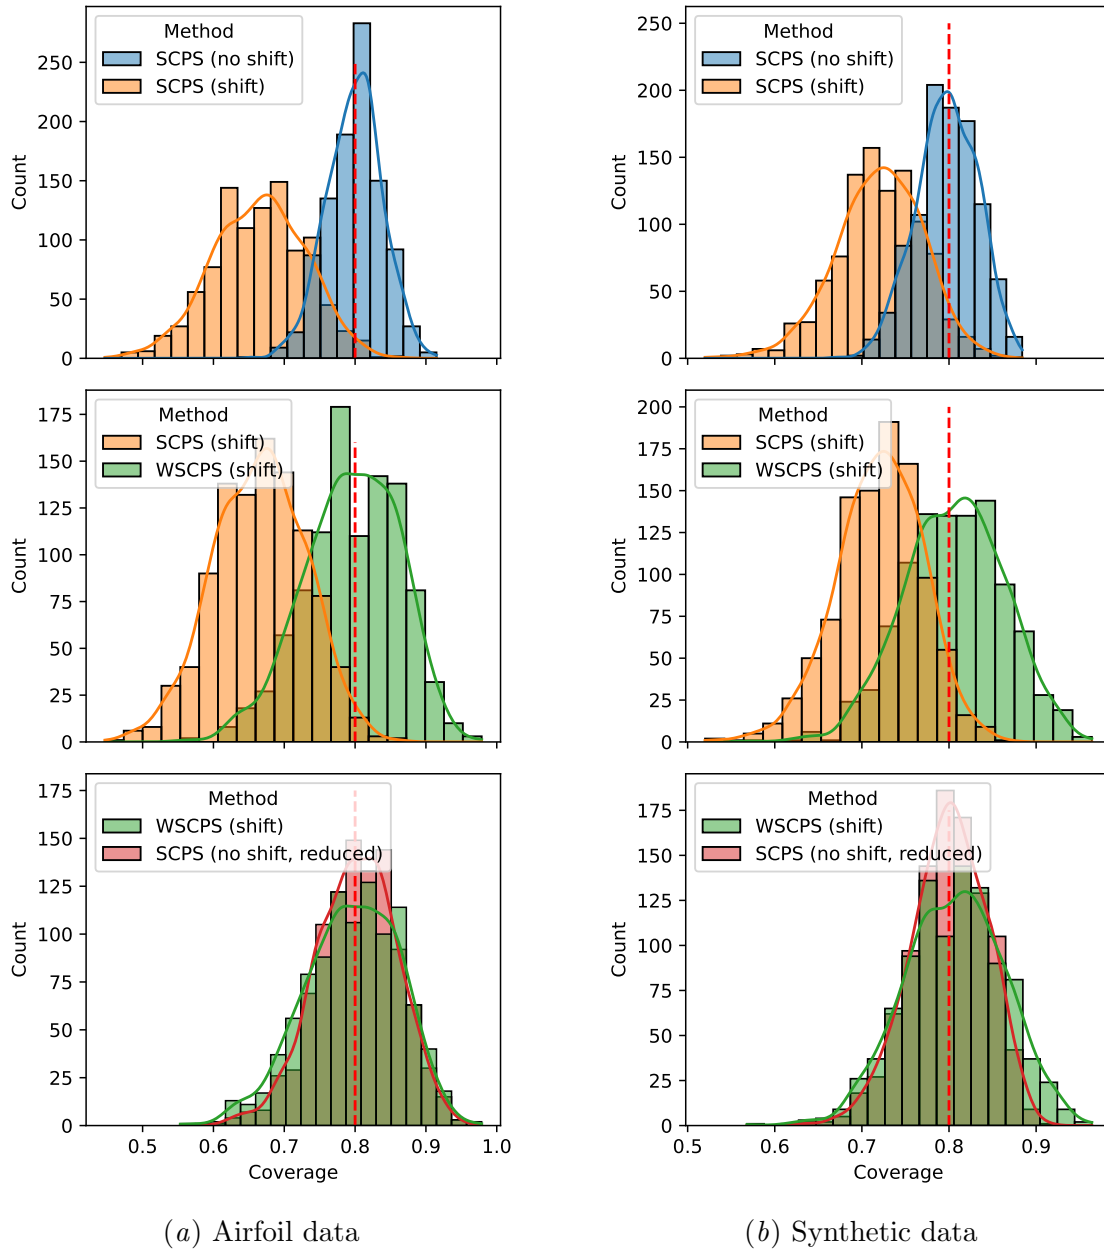 Method
SCPS (no shift)
SCPS (shift)
Count
250
200
150
100
50
0
Method
SCPS (no shift)
SCPS (shift)
Count
250
200
150
100
50
0
Method
SCPS (shift)
WSCPS (shift)
Count
175
150
125
100
75
50
25
0
Method
SCPS (shift)
WSCPS (shift)
Count
200
175
150
125
100
75
50
25
0
Method
WSCPS (shift)
SCPS (no shift, reduced)
Count
175
150
125
100
75
50
25
0
0.5 0.6 0.7 0.8 0.9 1.0
Coverage
Method
WSCPS (shift)
SCPS (no shift, reduced)
Count
175
150
125
100
75
50
25
0
0.5 0.6 0.7 0.8 0.9
Coverage
(a) Airfoil data
(b) Synthetic data